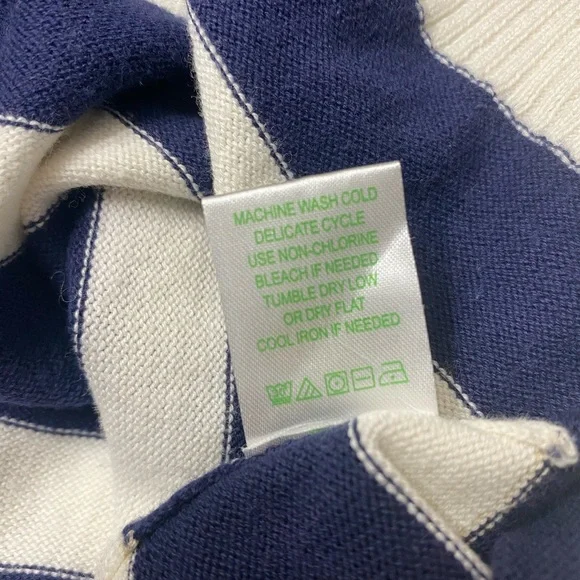 MACHINE WASH COLD
DELICATE CYCLE
USE NON-CHLORINE
BLEACH IF NEEDED
TUMBLE DRY LOW
OR DRY FLAT
COOL IRON IF NEEDED